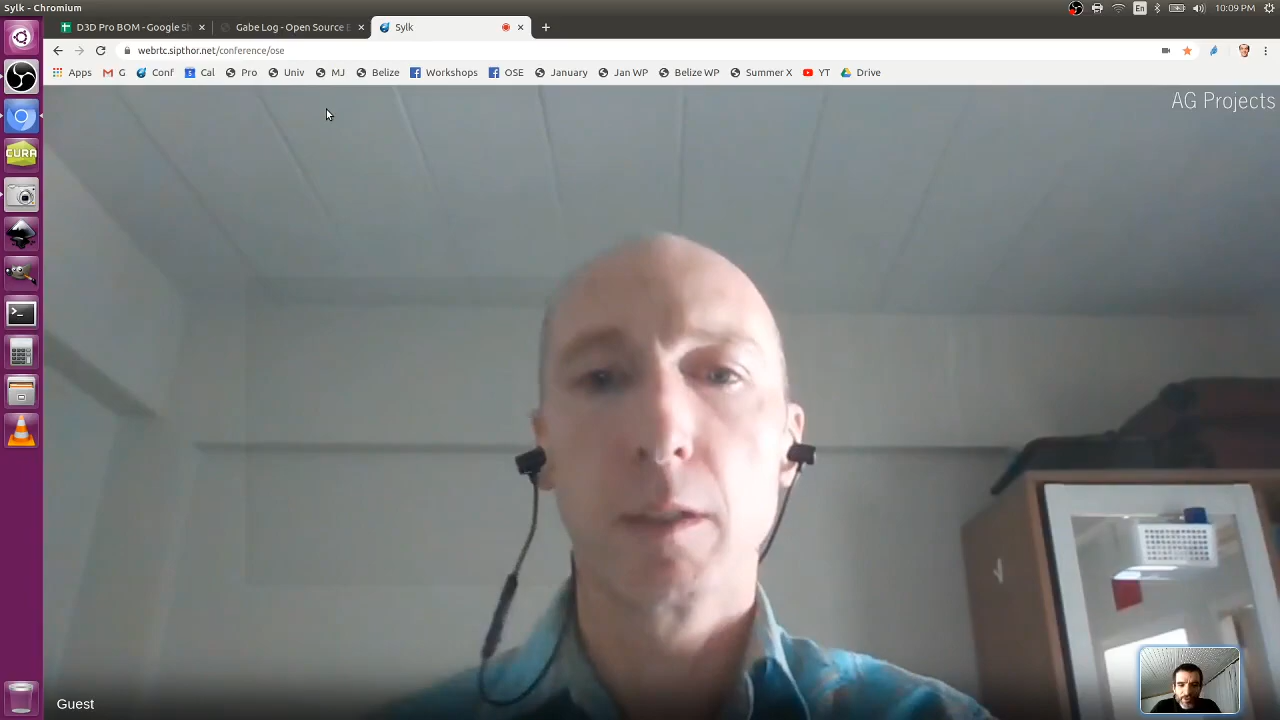 Sylk - Chromium
En
10:09 PM
D3D Pro BOM - Google Sh
Gabe Log - Open Source E
Sylk
webrtc.sipthor.net/conference/ose
Apps
G
Conf
Cal
Pro
Univ
MJ
Belize
Workshops
OSE
January
Jan WP
Belize WP
Summer X
YT
Drive
AG Projects
CURA
Guest